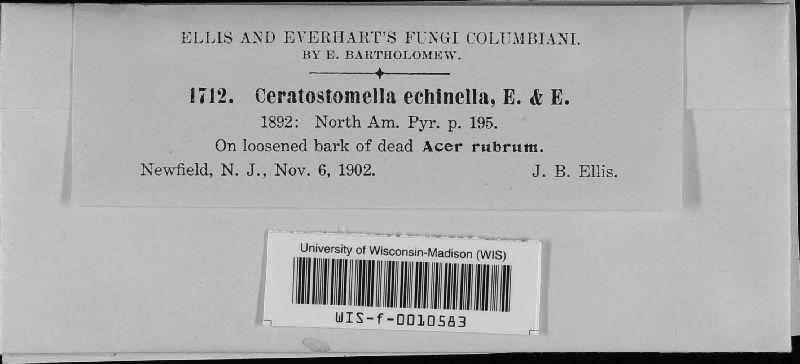 ELLIS AND EVERHART'S FUNGI COLUMBIANI.
BY E. BARTHOLOMEW.
1712. Ceratostomella echinella, E. & E.
1892: North Am. Pyr. p. 195.
On loosened bark of dead Acer rubrum.
Newfield, N. J., Nov. 6, 1902. J. B. Ellis.
University of Wisconsin-Madison (WIS)
WIS-f-0010583